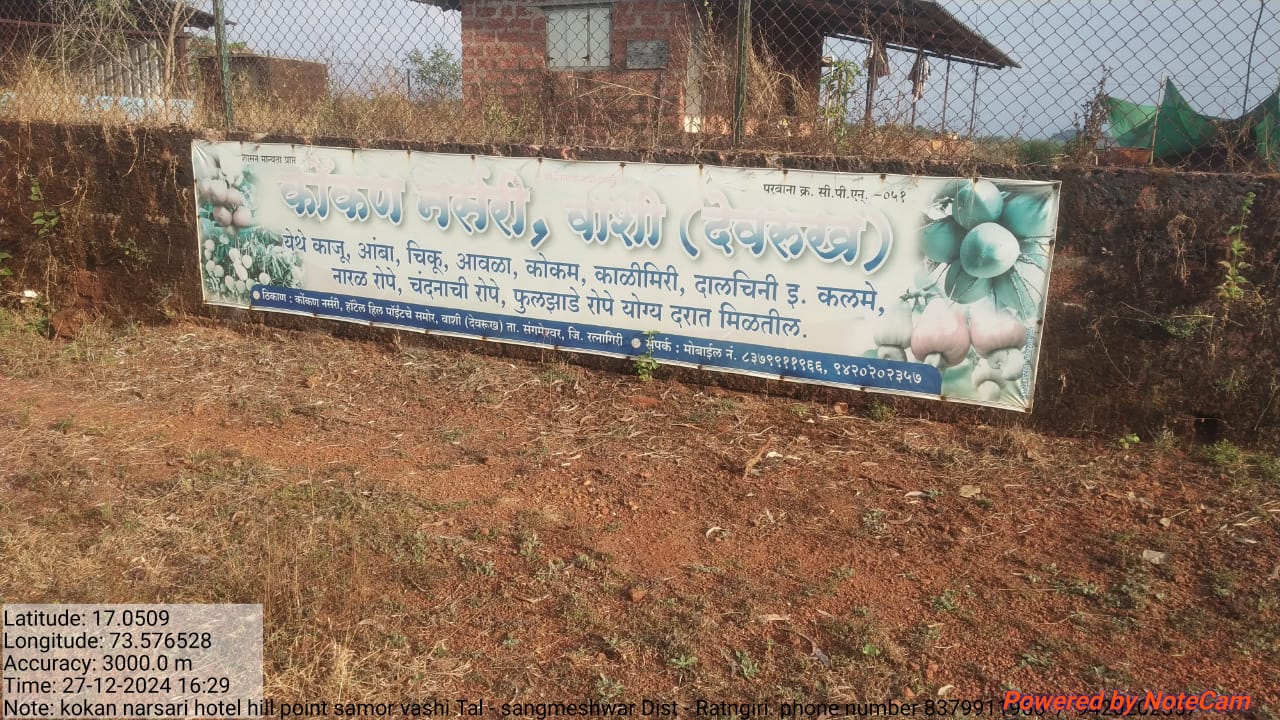 शासन मान्यता प्राप्त
परवाना क्र. सी.पी.एन्. -०५१
कोंकण नर्सरी, वाशी (देवरुख)
येथे काजू, आंबा, चिकू, आवळा, कोकम, काळीमिरी, दालचिनी इ. कलमे,
नारळ रोपे, चंदनाची रोपे, फुलझाडे रोपे योग्य दरात मिळतील.
ठिकाण : कोंकण नर्सरी, हॉटेल हिल पॉईंटचे समोर, वाशी (देवरुख) ता. संगमेश्वर, जि. रत्नागिरी संपर्क : मोबाईल नं. ८३७९९११९६६, ९४२०२०२३५७
Latitude: 17.0509
Longitude: 73.576528
Accuracy: 3000.0 m
Time: 27-12-2024 16:29
Note: kokan narsari hotel hill point samor vashi Tal - sangmeshwar Dist - Ratngiri. phone number
Powered by NoteCam